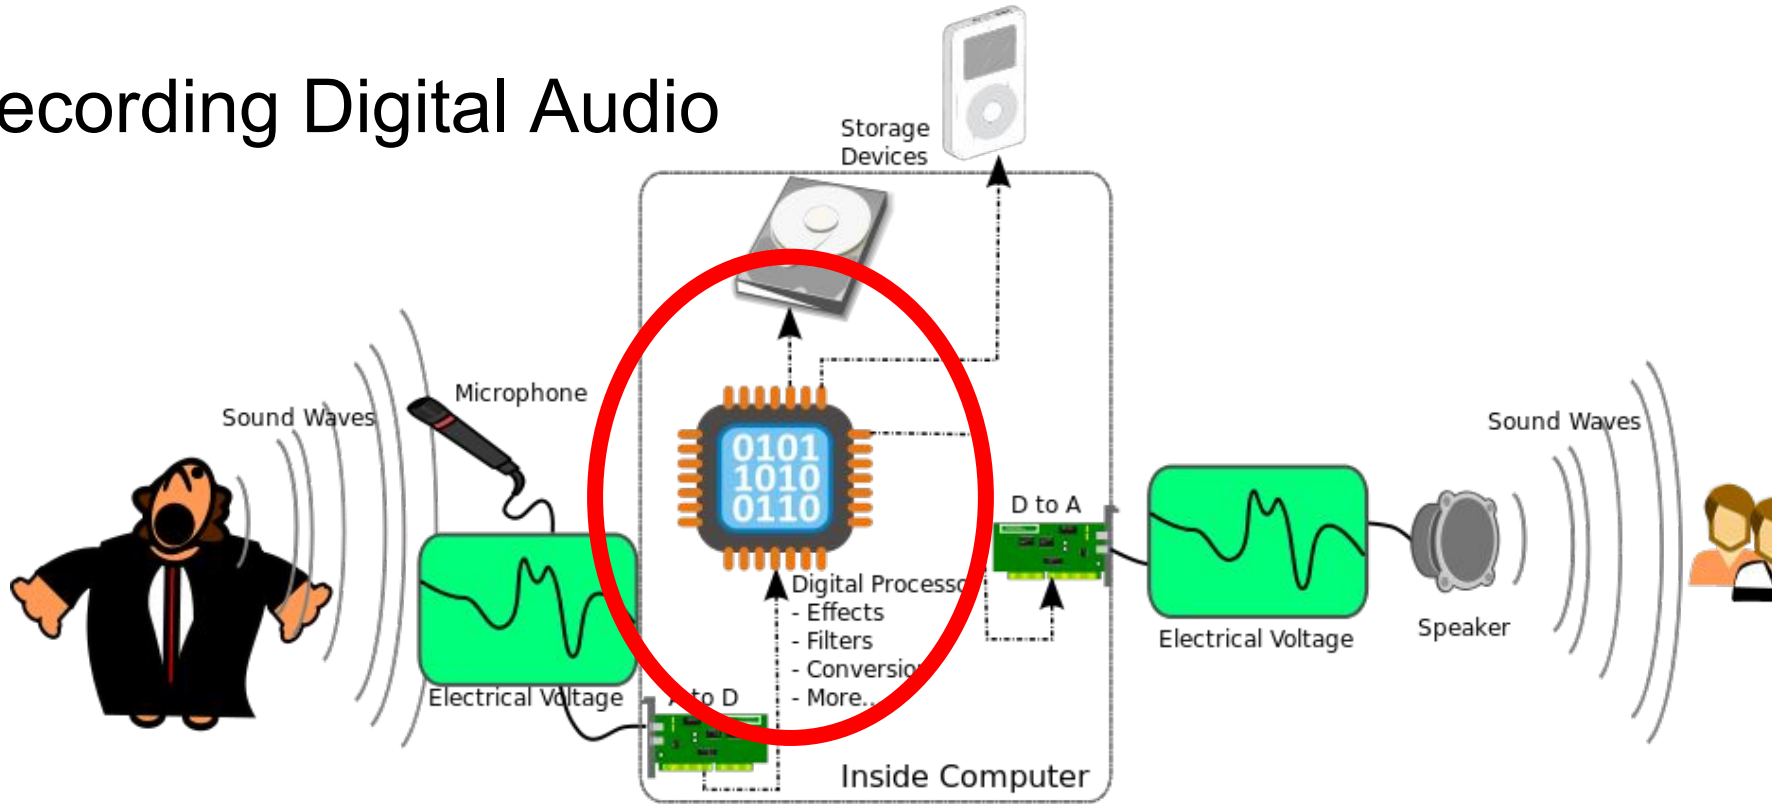 ecording Digital Audio
Storage
Devices
Microphone
Sound Waves
Sound Waves
0101
1010
0110
D to A
Digital Processo
- Effects
- Filters
- Conversion
- More..
Electrical Voltage
Speaker
Electrical Voltage
A to D
Inside Computer